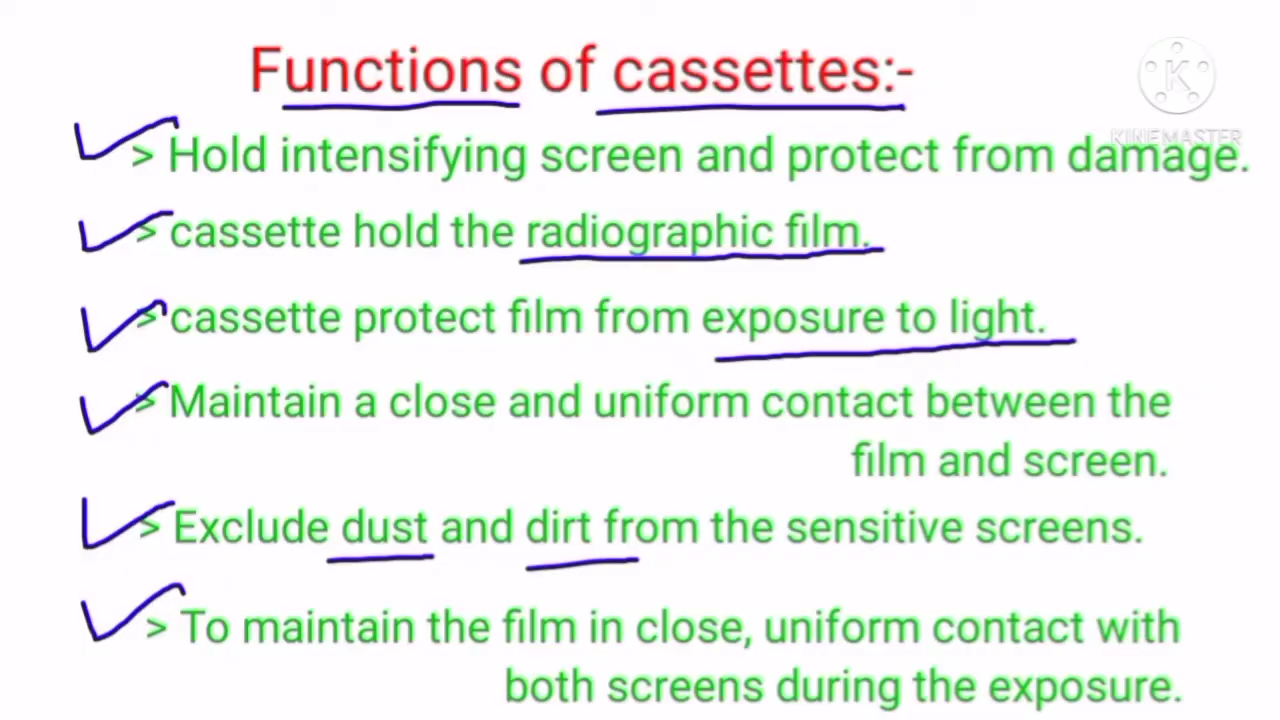 Functions of cassettes:-
K
KINEMASTER
> Hold intensifying screen and protect from damage.
> cassette hold the radiographic film.
> cassette protect film from exposure to light.
> Maintain a close and uniform contact between the
film and screen.
> Exclude dust and dirt from the sensitive screens.
> To maintain the film in close, uniform contact with
both screens during the exposure.